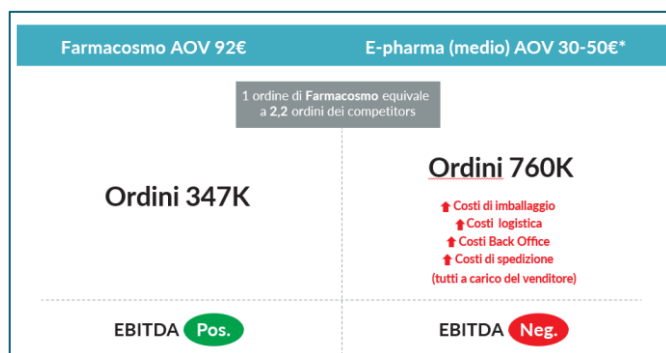 Farmacosmo AOV 92€
E-pharma (medio) AOV 30-50€*
1 ordine di Farmacosmo equivale
a 2,2 ordini dei competitors
Ordini 347K
Ordini 760K
Costi di imballaggio
Costi logistica
Costi Back Office
Costi di spedizione
(tutti a carico del venditore)
EBITDA Pos.
EBITDA Neg.